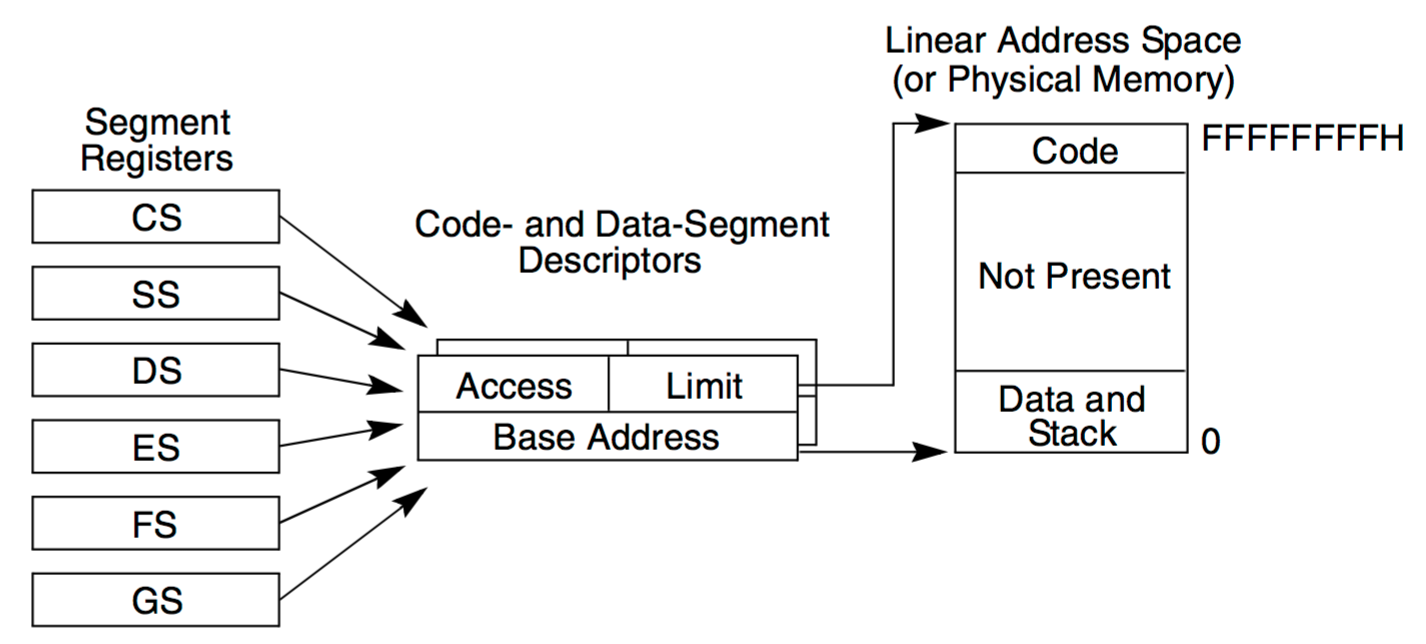 Segment
Registers
CS
SS
DS
ES
FS
GS
Code- and Data-Segment
Descriptors
Access
Limit
Base Address
Linear Address Space
(or Physical Memory)
Code
FFFFFFFFH
Not Present
Data and
Stack
0